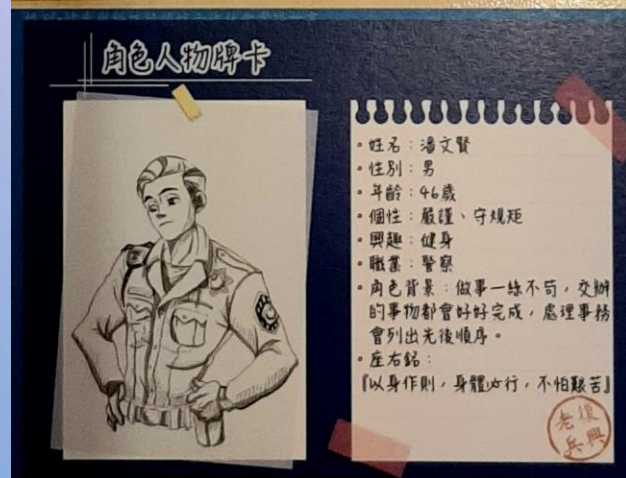 角色人物牌卡
。姓名：潘文賢
。性別：男
。年齡：46歲
。個性：嚴謹、守規矩
。興趣：健身
。職業：警察
。角色背景：做事一絲不苟，交辦
的事物都會好好完成，處理事務
會列出先後順序。
。座右銘：
『以身作則，身體力行，不怕艱苦』
老復
兵興